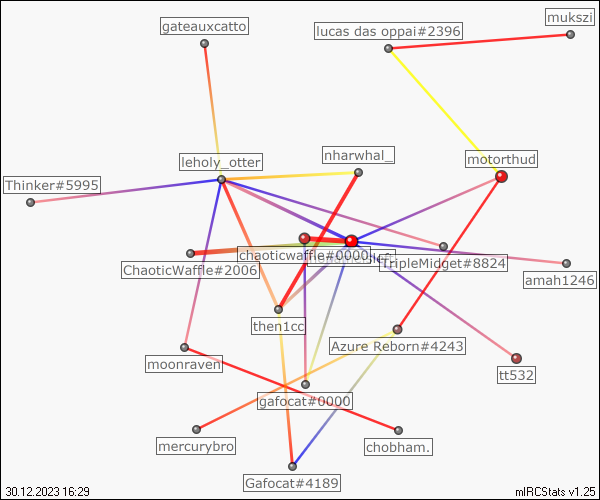 gateauxcatto
lucas das oppai#2396
mukszi
leholy_otter
nharwhal_
motorthud
Thinker#5995
chaoticwaffle#0000
TripleMidget#8824
ChaoticWaffle#2006
amah1246
then1cc
Azure Reborn#4243
moonraven
tt532
gafocat#0000
mercurybro
chobham.
Gafocat#4189
30.12.2023 16:29
mIRCStats v1.25